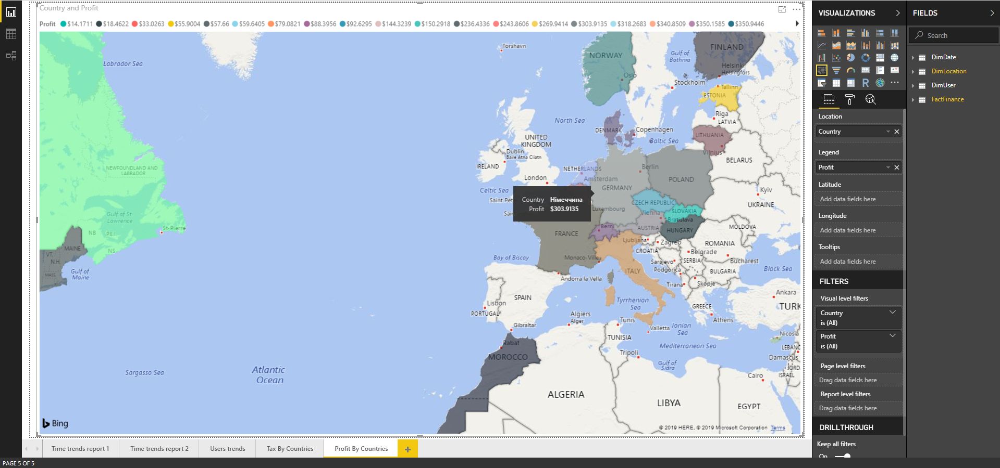 Country and Profit
Profit $14.1711 $18.4622 $33.0263 $55.9004 $57.66 $59.6405 $79.0821 $88.3956 $92.6295 $144.3239 $150.2918 $236.4336 $243.8606 $269.9414 $303.9135 $318.2683 $340.8509 $350.1585 $350.9446
Labrador Sea
NEWFOUNDLAND AND
LABRADOR
Gulf of St
Lawrence
NB
P.E.I.
NS
St-Pierre
MAINE
VT.
N.H.
MASS.
Gulf of
Maine
Sargasso Sea
Atlantic
Ocean
Torshavn
NORWAY
Oslo
Gulf of
Bothnia
FINLAND
Helsinki
Helsingfors
Stockholm
Tallinn
ESTONIA
Riga
LATVIA
North Sea
DENMARK
Copenhagen
Baltic Sea
LITHUANIA
Vilnius
BELARUS
UNITED
KINGDOM
Dublin
Baile Atna Cliath
IRELAND
London
Celtic Sea
NETHERLANDS
Amsterdam
Berlin
GERMANY
POLAND
Kyiv
UKRAINE
Saint Pet
Country Німеччина
Profit $303.9135
Luxembourg
CZECH REPUBLIC
Vienna
SLOVAKIA
Bratislava
FRANCE
Bern
AUSTRIA
HUNGARY
MOLDOVA
Ljubljana
Zagreb
ROMANIA
CROATIA
Belgrade
Bay of Biscay
Monaco-Ville
Sarajevo
SERBIA
Bucharest
ITALY
Podgorica
BULGARIA
Black Sea
Andorra la Vella
Tirana
Skopje
Ankara
SPAIN
Tyrrhenian
Sea
GREECE
TURK
Lisbon
PORTUGAL
Algiers
Alger
Tunis
Athens
Gibraltar
Valletta
Ionian
Sea
Nicosia
Rabat
TUNISIA
Mediterranean Sea
LEBANO
MOROCCO
Tripoli
Damascus
Gulf of
Sidra
JORD
Cairo
ISRAEL
ALGERIA
LIBYA
EGYPT
Bing
© 2019 HERE, © 2019 Microsoft Corporation Terms
Time trends report 1
Time trends report 2
Users trends
Tax By Countries
Profit By Countries
+
PAGE 5 OF 5
VISUALIZATIONS
R
Location
Country
Legend
Profit
Latitude
Add data fields here
Longitude
Add data fields here
Tooltips
Add data fields here
FILTERS
Visual level filters
Country
is (All)
Profit
is (All)
Page level filters
Drag data fields here
Report level filters
Drag data fields here
DRILLTHROUGH
Keep all filters
On
FIELDS
Search
DimDate
DimLocation
DimUser
FactFinance